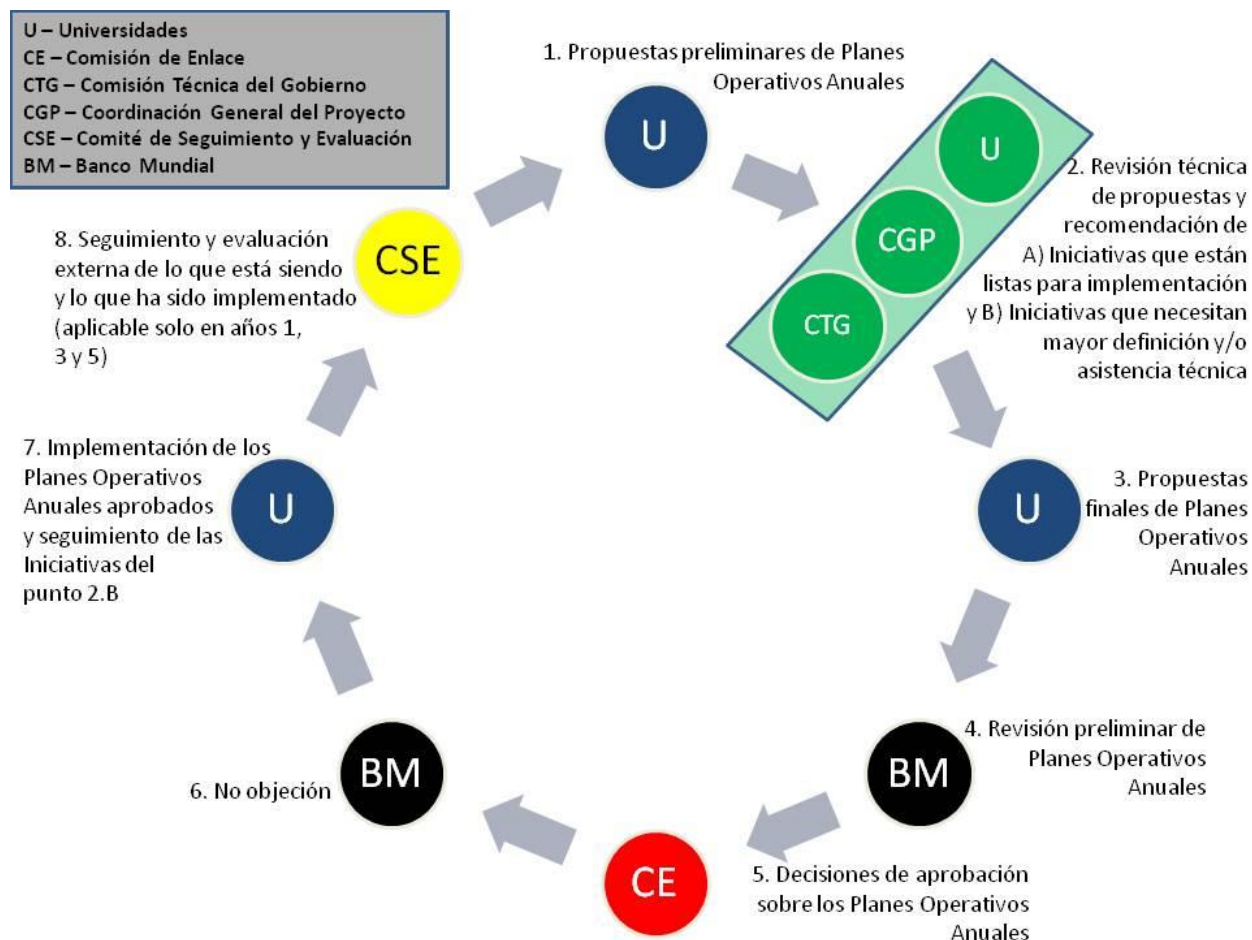 U – Universidades
CE – Comisión de Enlace
CTG – Comisión Técnica del Gobierno
CGP – Coordinación General del Proyecto
CSE – Comité de Seguimiento y Evaluación
BM – Banco Mundial
1. Propuestas preliminares de Planes
Operativos Anuales
U
U
CGP
CTG
2. Revisión técnica
de propuestas y
recomendación de
A) Iniciativas que están
listas para implementación
y B) Iniciativas que necesitan
mayor definición y/o
asistencia técnica
U
3. Propuestas
finales de Planes
Operativos
Anuales
BM
4. Revisión preliminar de
Planes Operativos
Anuales
CE
5. Decisiones de aprobación
sobre los Planes Operativos
Anuales
BM
6. No objeción
U
7. Implementación de los
Planes Operativos
Anuales aprobados
y seguimiento de las
Iniciativas del
punto 2.B
CSE
8. Seguimiento y evaluación
externa de lo que está siendo
y lo que ha sido implementado
(aplicable solo en años 1,
3 y 5)